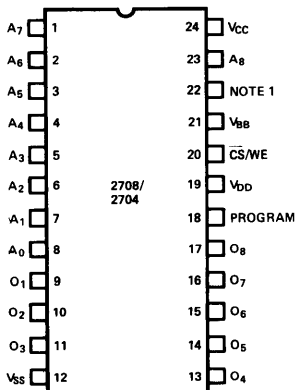 A7 1 24 VCC
A6 2 23 A8
A5 3 22 NOTE 1
A4 4 21 VBB
A3 5 20 CS/WE
A2 6 2708/ 19 VDD
2704
A1 7 18 PROGRAM
A0 8 17 O8
O1 9 16 O7
O2 10 15 O6
O3 11 14 O5
VSS 12 13 O4